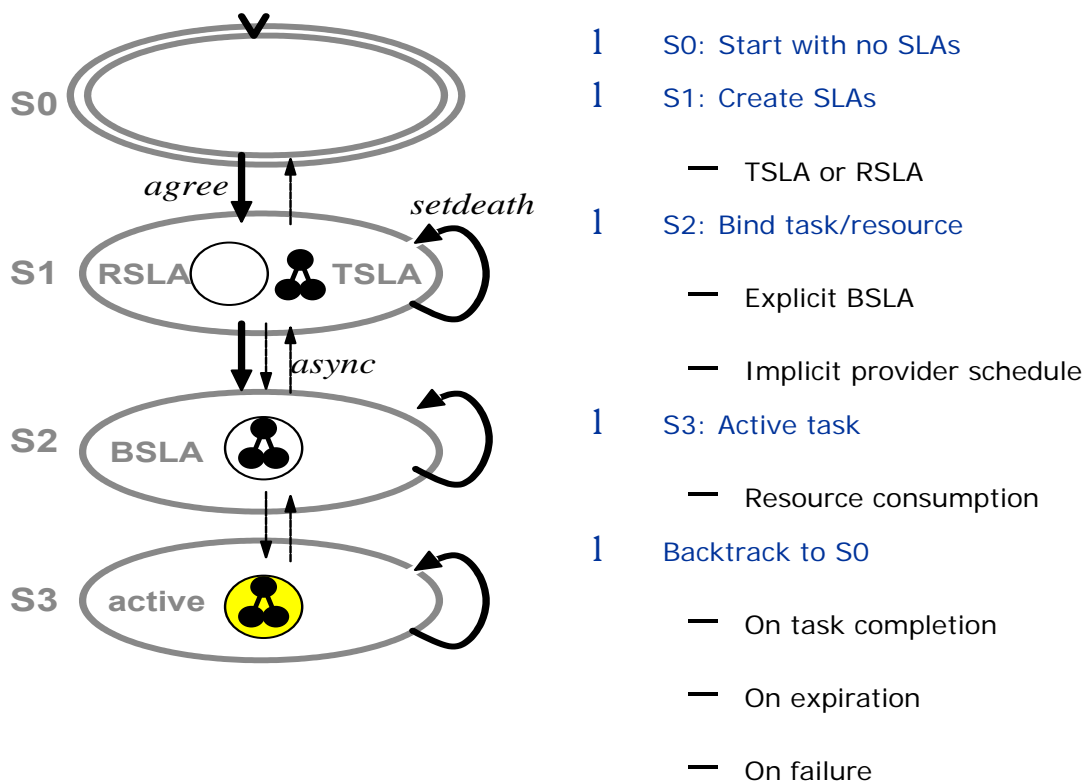 S0
agree
setdeath
S1
RSLA
TSLA
async
S2
BSLA
S3
active
l S0: Start with no SLAs
l S1: Create SLAs
— TSLA or RSLA
l S2: Bind task/resource
— Explicit BSLA
— Implicit provider schedule
l S3: Active task
— Resource consumption
l Backtrack to S0
— On task completion
— On expiration
— On failure